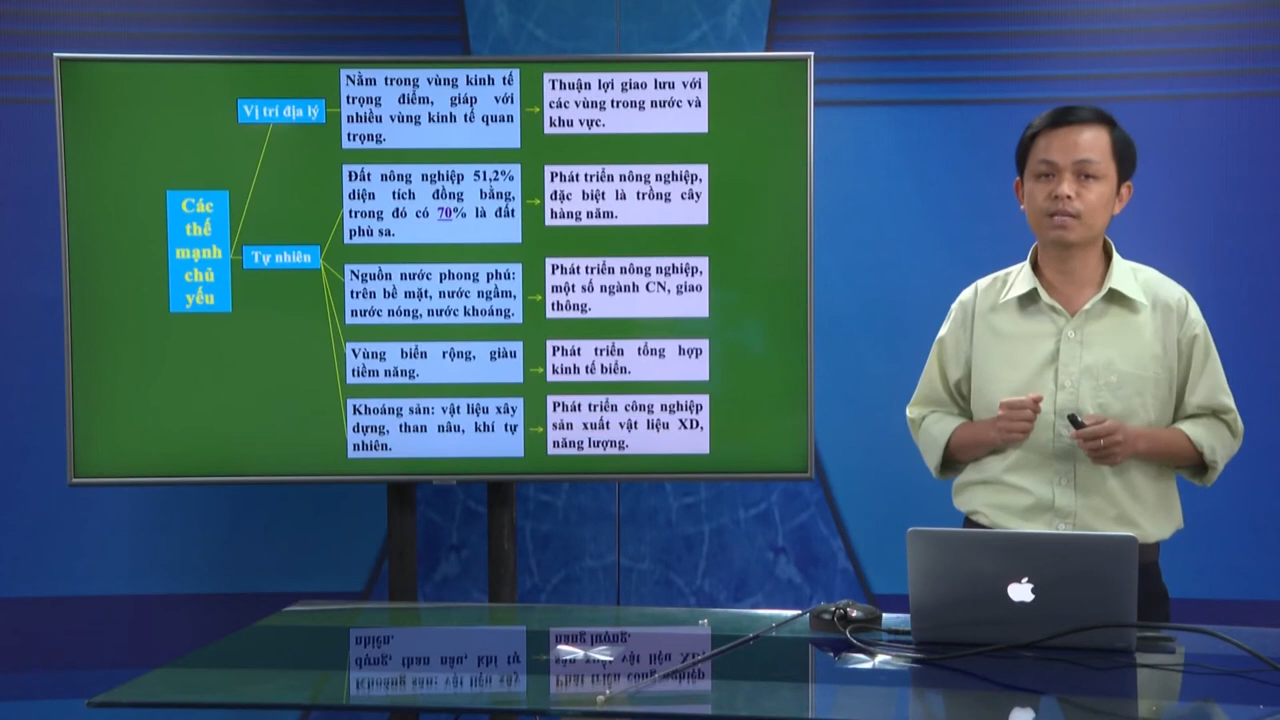 Các
thế
mạnh
chủ
yếu
Vị trí địa lý
Nằm trong vùng kinh tế
trọng điểm, giáp với
nhiều vùng kinh tế quan
trọng.
Thuận lợi giao lưu với
các vùng trong nước và
khu vực.
Tự nhiên
Đất nông nghiệp 51,2%
diện tích đồng bằng,
trong đó có 70% là đất
phù sa.
Phát triển nông nghiệp,
đặc biệt là trồng cây
hàng năm.
Nguồn nước phong phú:
trên bề mặt, nước ngầm,
nước nóng, nước khoáng.
Phát triển nông nghiệp,
một số ngành CN, giao
thông.
Vùng biển rộng, giàu
tiềm năng.
Phát triển tổng hợp
kinh tế biển.
Khoáng sản: vật liệu xây
dựng, than nâu, khí tự
nhiên.
Phát triển công nghiệp
sản xuất vật liệu XD,
năng lượng.